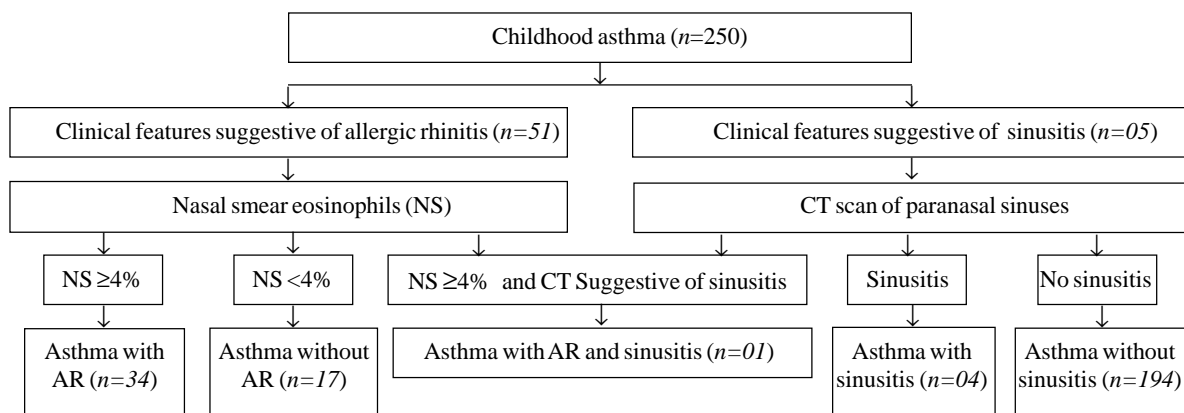 Childhood asthma (n=250)
Clinical features suggestive of allergic rhinitis (n=51)
Clinical features suggestive of sinusitis (n=05)
Nasal smear eosinophils (NS)
CT scan of paranasal sinuses
NS ≥4%
NS <4%
NS ≥4% and CT Suggestive of sinusitis
Sinusitis
No sinusitis
Asthma with
AR (n=34)
Asthma without
AR (n=17)
Asthma with AR and sinusitis (n=01)
Asthma with
sinusitis (n=04)
Asthma without
sinusitis (n=194)